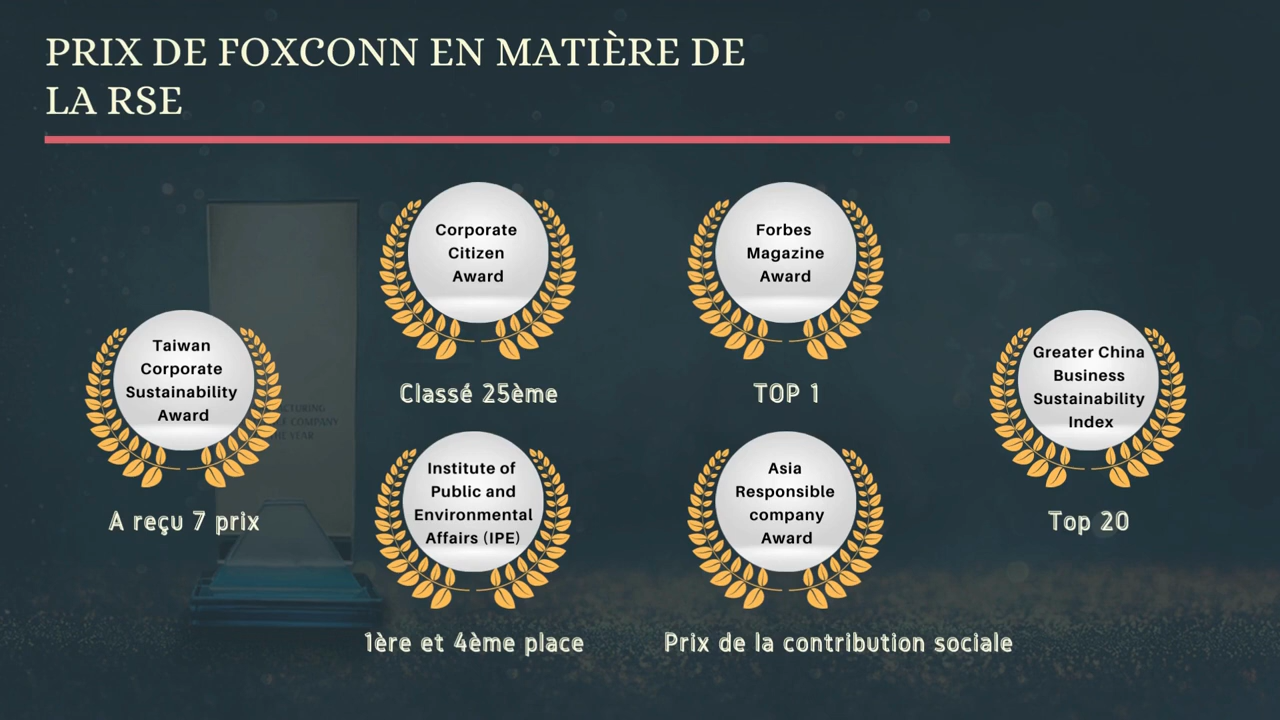 PRIX DE FOXCONN EN MATIÈRE DE
LA RSE
Taiwan
Corporate
Sustainability
Award
A reçu 7 prix
Corporate
Citizen
Award
Classé 25ème
Forbes
Magazine
Award
TOP 1
Institute of
Public and
Environmental
Affairs (IPE)
1ère et 4ème place
Asia
Responsible
company
Award
Prix de la contribution sociale
Greater China
Business
Sustainability
Index
Top 20
COMPANY
YEAR